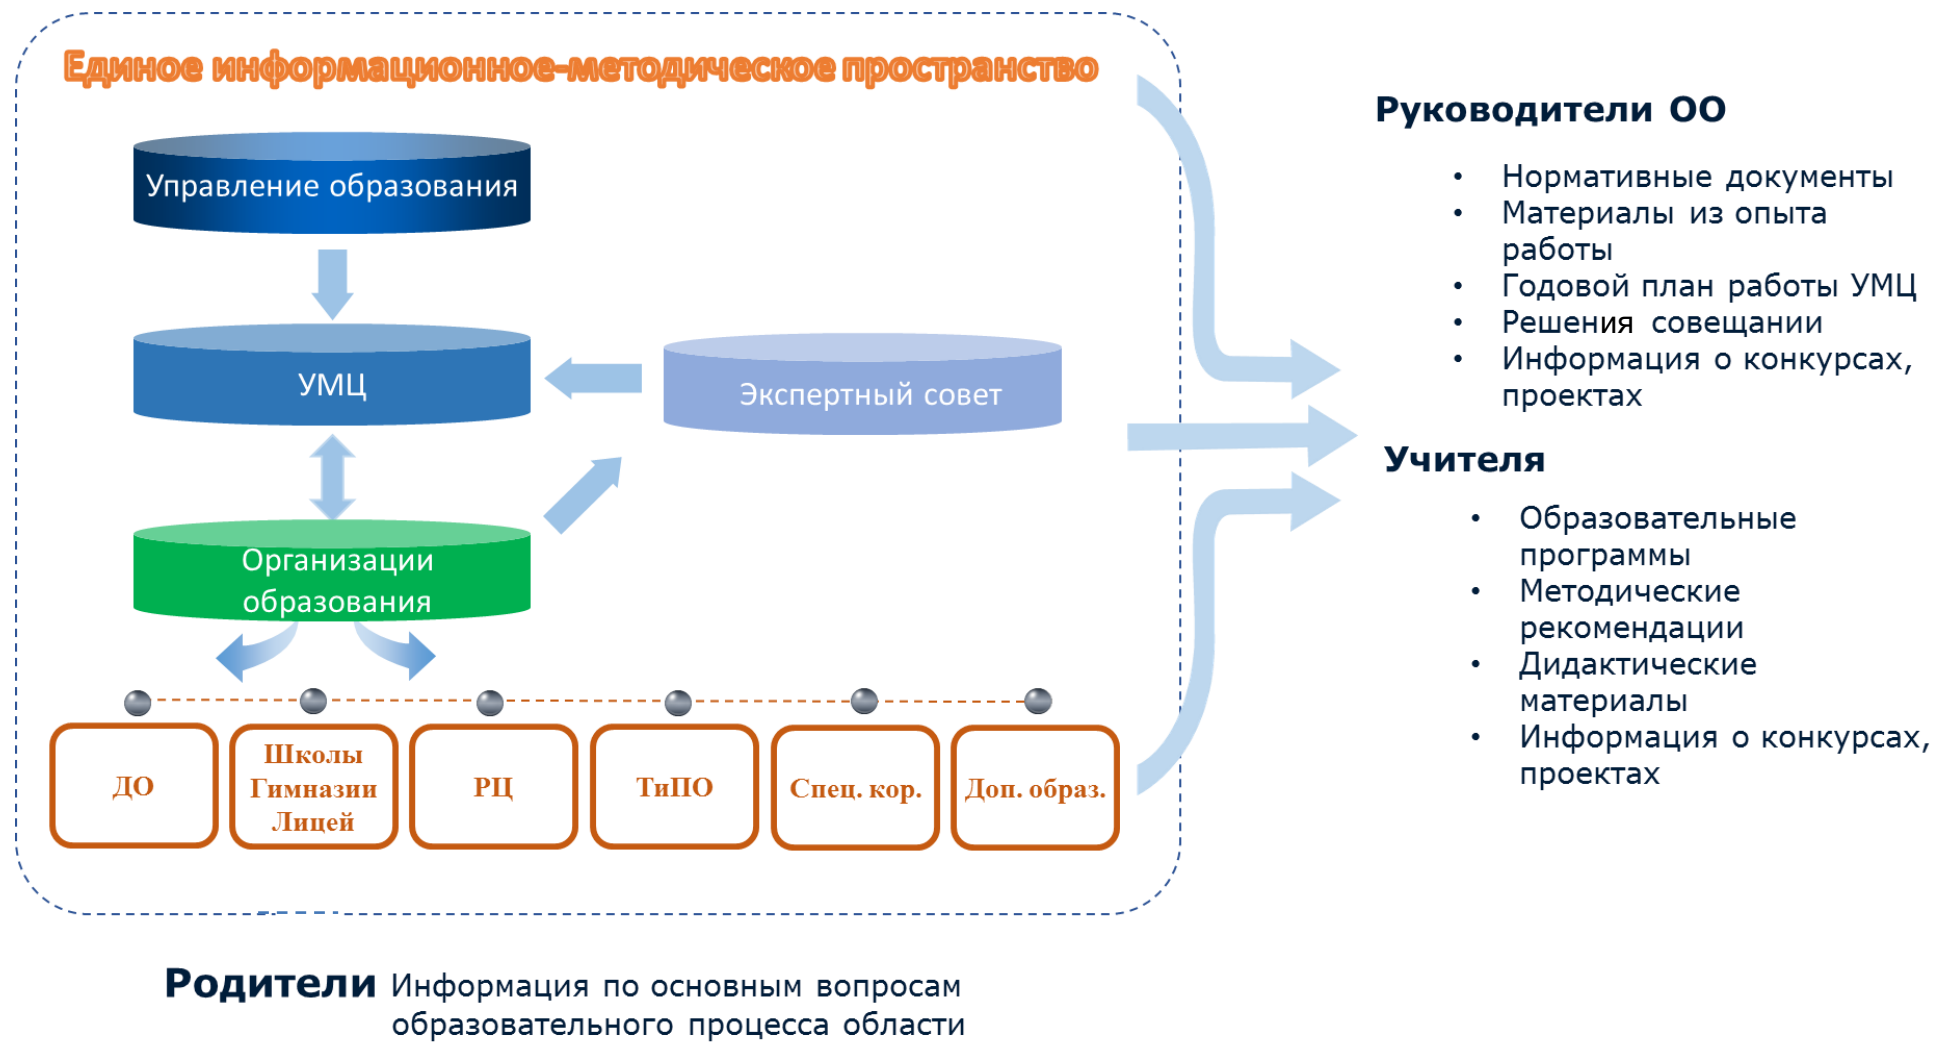 Единое информационное-методическое пространство
Управление образования
УМЦ
Экспертный совет
Организации
образования
ДО
Школы
Гимназии
Лицей
РЦ
ТиПО
Спец. кор.
Доп. образ.
Руководители ОО
• Нормативные документы
• Материалы из опыта
работы
• Годовой план работы УМЦ
• Решения совещании
• Информация о конкурсах,
проектах
Учителя
• Образовательные
программы
• Методические
рекомендации
• Дидактические
материалы
• Информация о конкурсах,
проектах
Родители Информация по основным вопросам
образовательного процесса области